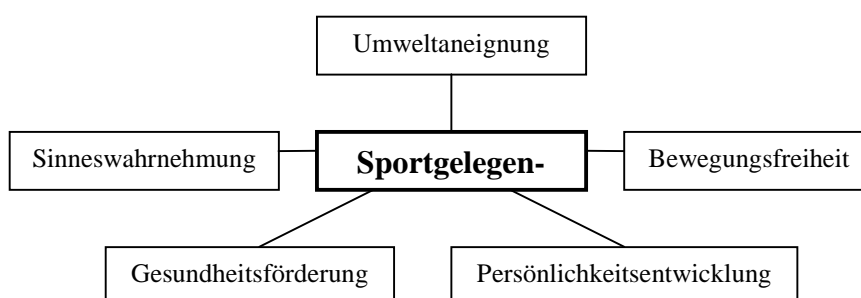 Umweltaneignung
Sinneswahrnehmung
Sportgelegen-
Bewegungsfreiheit
Gesundheitsförderung
Persönlichkeitsentwicklung